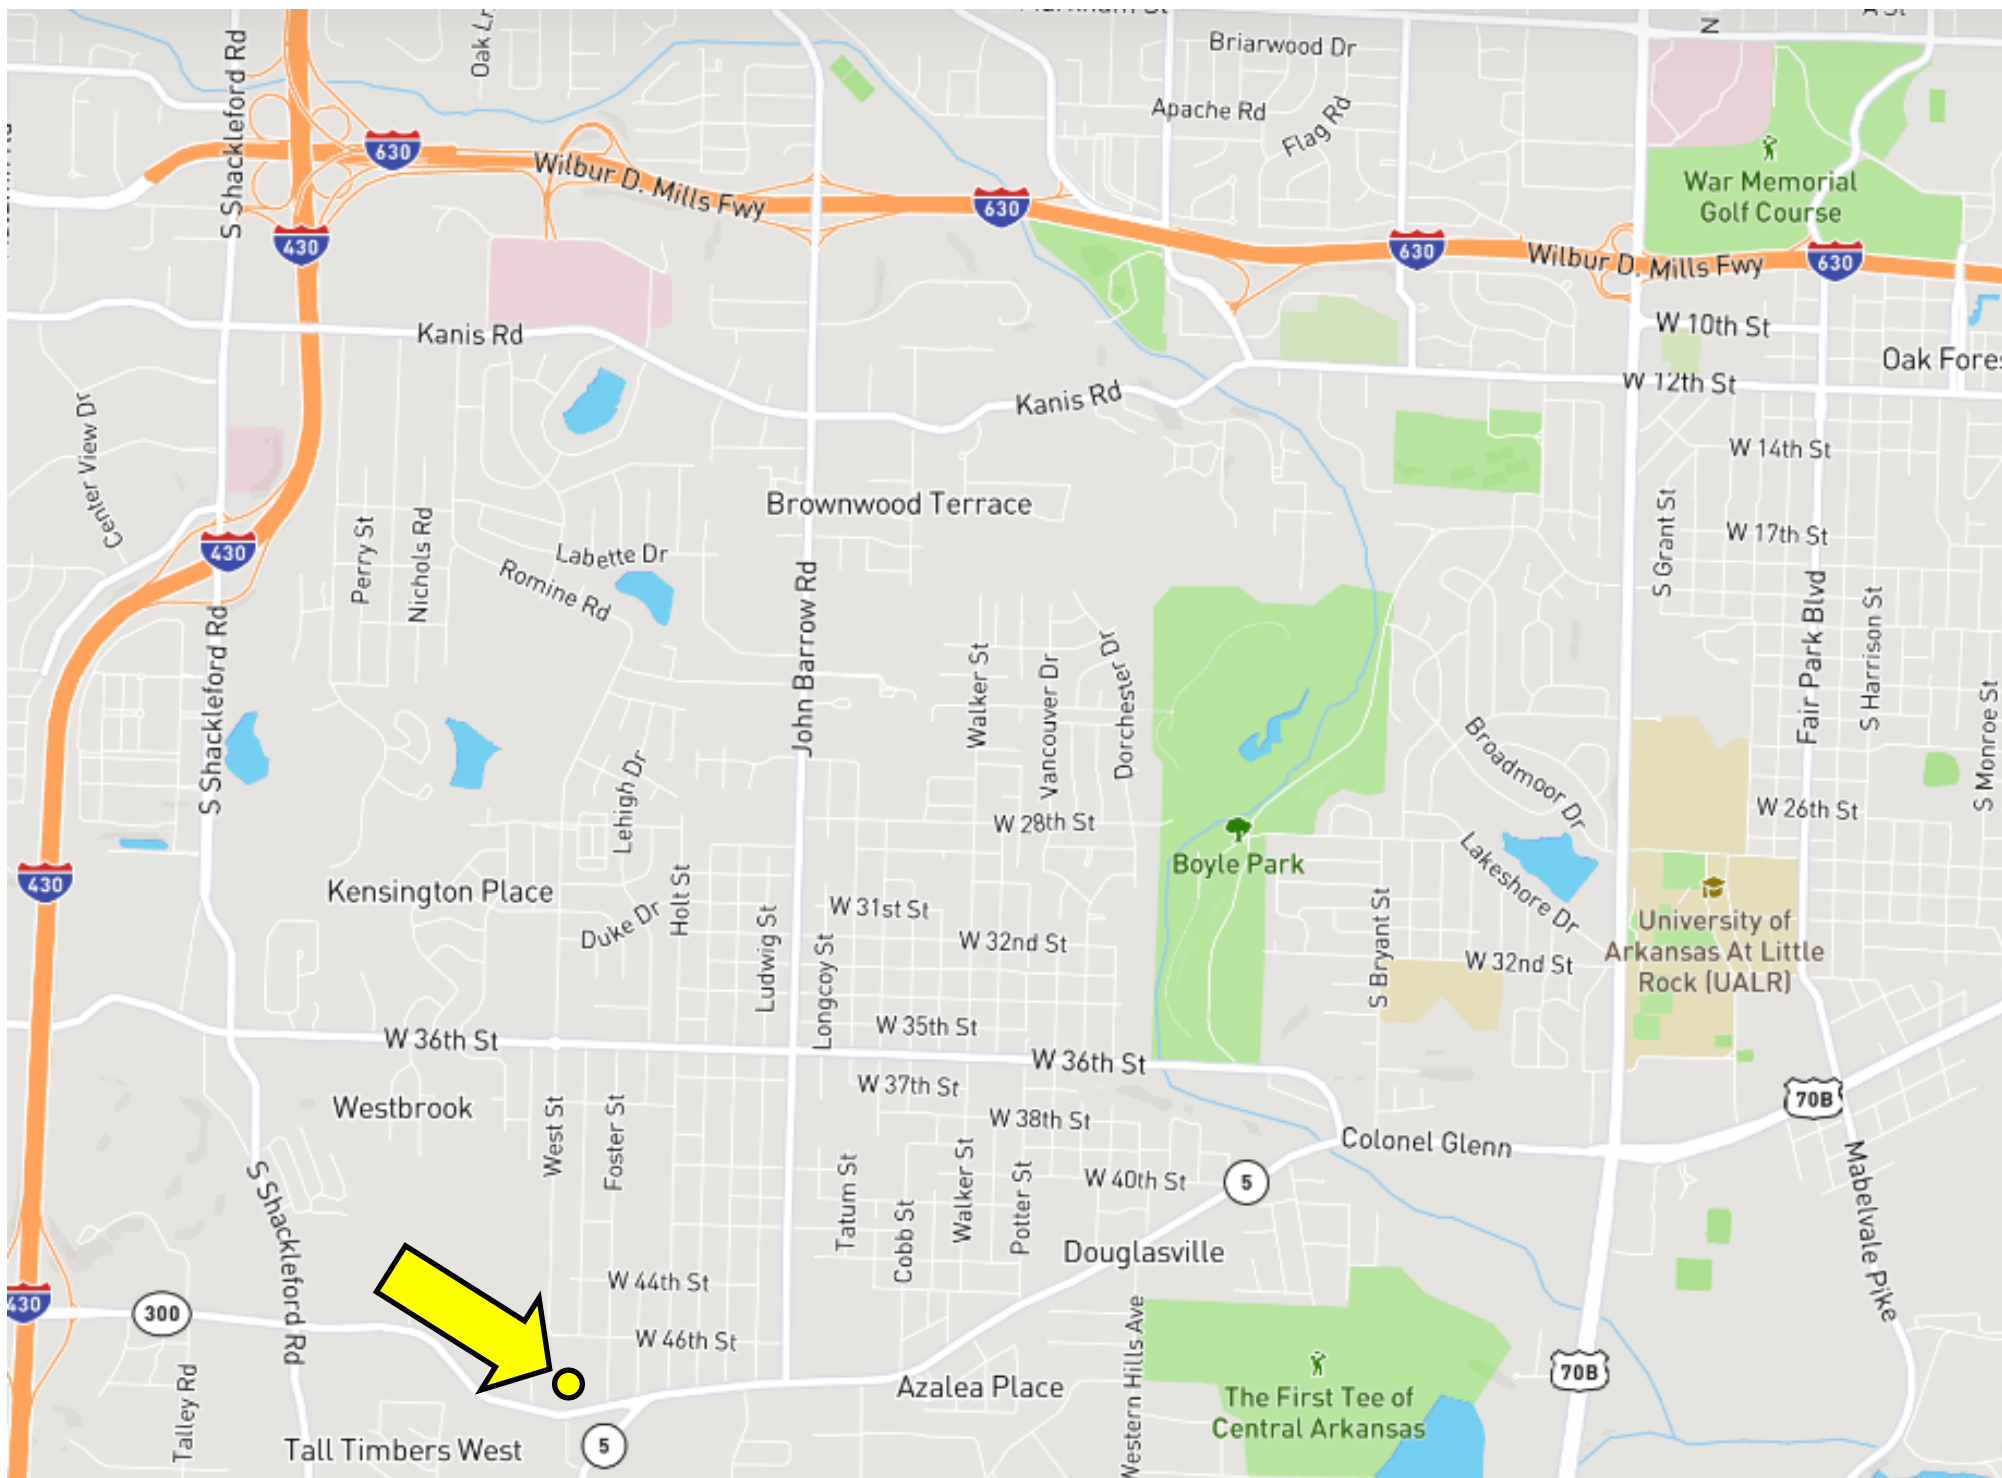 S Shackleford Rd
Oak Ln
Briarwood Dr
Apache Rd
Flag Rd
N
630
Wilbur D. Mills Fwy
630
430
630
Wilbur D. Mills Fwy
630
War Memorial
Golf Course
Kanis Rd
W 10th St
Oak Fores
W 12th St
Kanis Rd
Center View Dr
W 14th St
Brownwood Terrace
S Grant St
W 17th St
430
Perry St
Nichols Rd
Labette Dr
Romine Rd
John Barrow Rd
Fair Park Blvd
S Harrison St
S Monroe St
S Shackleford Rd
Walker St
Vancouver Dr
Dorchester Dr
Broadmoor Dr
Lehigh Dr
W 28th St
W 26th St
Boyle Park
Lakeshore Dr
430
Kensington Place
Duke Dr
Holt St
Ludwig St
Longcoy St
W 31st St
W 32nd St
S Bryant St
W 32nd St
University of
Arkansas At Little
Rock (UALR)
W 36th St
W 35th St
W 36th St
W 37th St
Westbrook
West St
Foster St
W 38th St
70B
Colonel Glenn
S Shackleford Rd
Tatum St
Cobb St
Walker St
Potter St
W 40th St
5
Mabelvale Pike
Douglasville
W 44th St
430
300
W 46th St
Western Hills Ave
70B
Talley Rd
Azalea Place
The First Tee of
Central Arkansas
Tall Timbers West
5